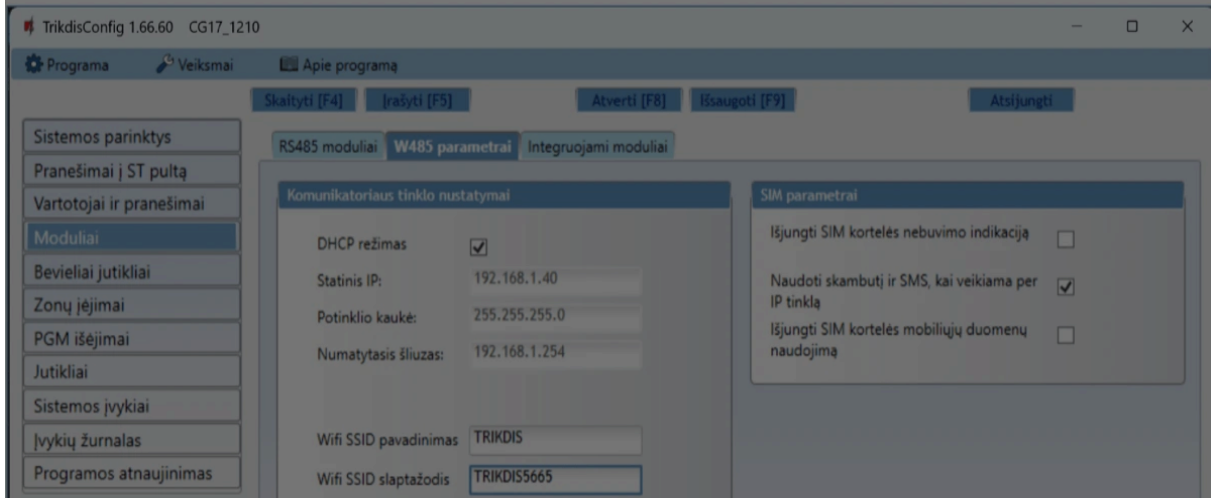 TrikdisConfig 1.66.60 CG17_1210
Programa Veiksmai Apie programą
Skaityti [F4] Įrašyti [F5] Atverti [F8] Išsaugoti [F9] Atsijungti
Sistemos parinktys
Pranešimai į ST pultą
Vartotojai ir pranešimai
Moduliai
Bevieliai jutikliai
Zonų įėjimai
PGM išėjimai
Jutikliai
Sistemos įvykiai
Įvykių žurnalas
Programos atnaujinimas
RS485 moduliai W485 parametrai Integruojami moduliai
Komunikatoriaus tinklo nustatymai
DHCP režimas
Statinis IP: 192.168.1.40
Potinklio kaukė: 255.255.255.0
Numatytasis šliuzas: 192.168.1.254
Wifi SSID pavadinimas TRIKDIS
Wifi SSID slaptažodis TRIKDIS5665
SIM parametrai
Išjungti SIM kortelės nebuvimo indikaciją
Naudoti skambutį ir SMS, kai veikiama per
IP tinklą
Išjungti SIM kortelės mobiliųjų duomenų
naudojimą